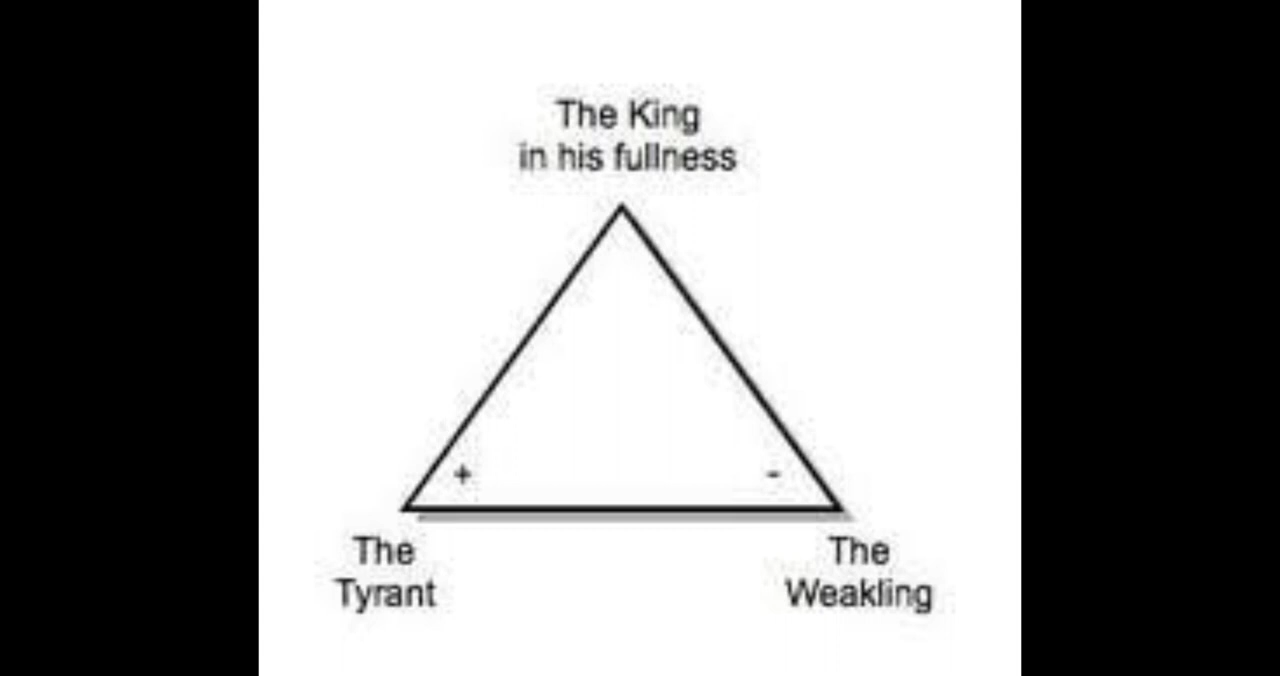 The King
in his fullness
+
-
The
Tyrant
The
Weakling